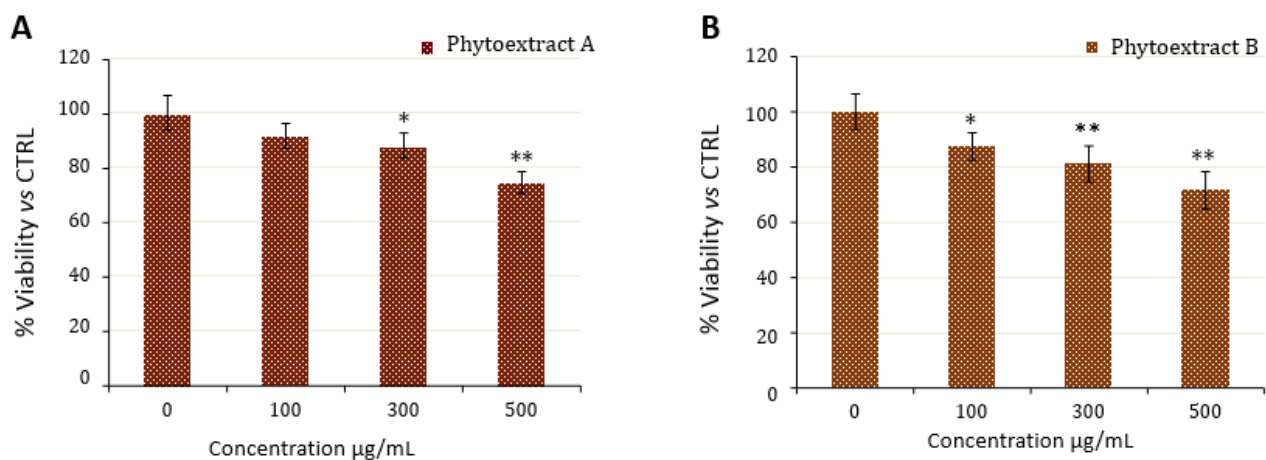 A
Phytoextract A
120
100
80
60
40
20
0
*
**
% Viability vs CTRL
0 100 300 500
Concentration µg/mL
B
Phytoextract B
120
100
80
60
40
20
0
*
**
**
% Viability vs CTRL
0 100 300 500
Concentration µg/mL